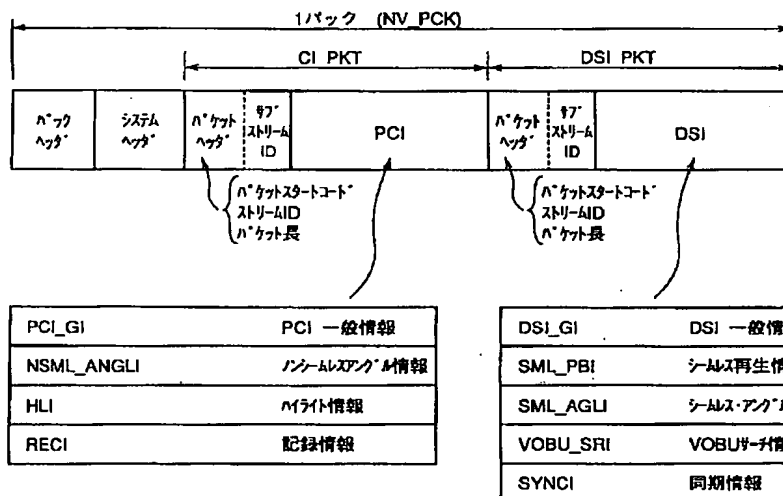 1パック (NV_PCK)
CI PKT
DSI PKT
パック
ヘッダ
システム
ヘッダ
パケット
ヘッダ
サブ
ストリーム
ID
PCI
パケット
ヘッダ
サブ
ストリーム
ID
DSI
パケットスタートコード
ストリームID
パケット長
パケットスタートコード
ストリームID
パケット長
PCI_GI PCI 一般情報
NSML_ANGLI ノンシームレスアングル情報
HLI ハイライト情報
RECI 記録情報
DSI_GI DSI 一般情
SML_PBI シームレス再生情
SML_AGLI シームレス・アングル
VOBU_SRI VOBUサーチ情
SYNCI 同期情報